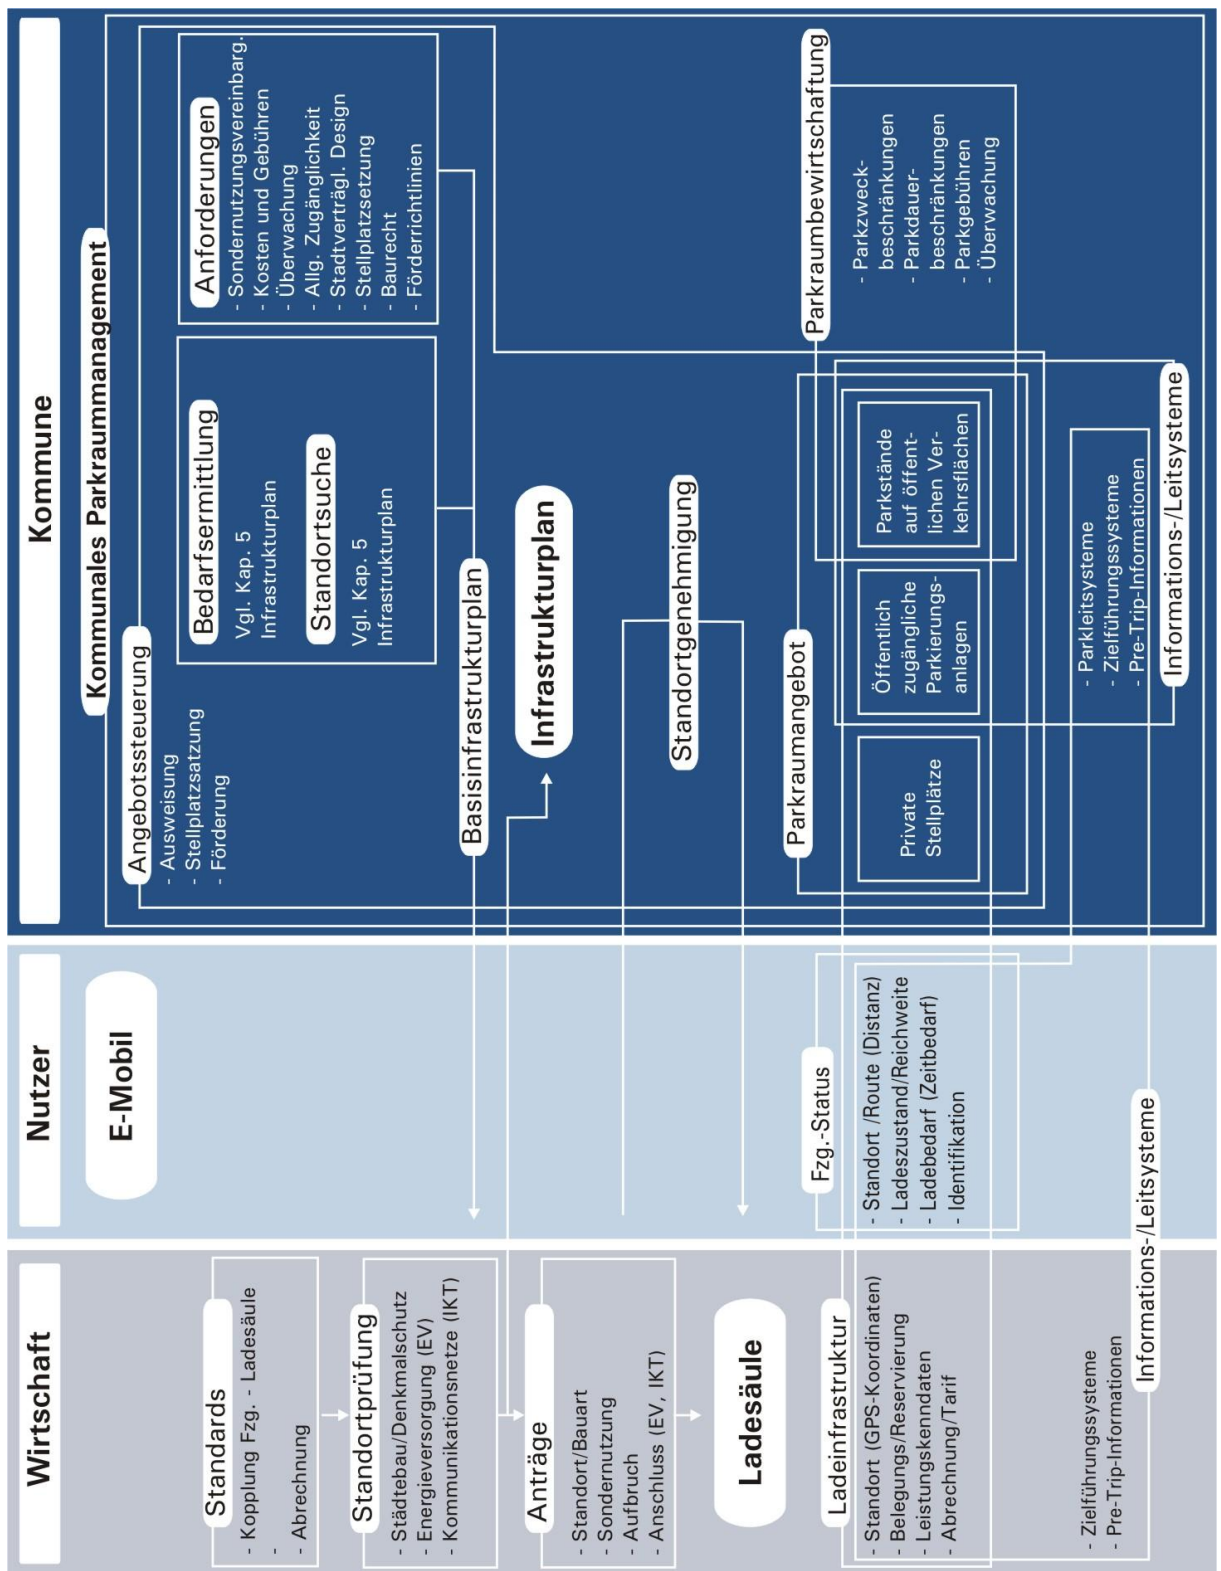 Wirtschaft
Standards
- Kopplung Fzg. - Ladesäule
-
- Abrechnung
Standortprüfung
- Städtebau/Denkmalschutz
- Energieversorgung (EV)
- Kommunikationsnetze (IKT)
Anträge
- Standort/Bauart
- Sondernutzung
- Aufbruch
- Anschluss (EV, IKT)
Ladesäule
Ladeinfrastruktur
- Standort (GPS-Koordinaten)
- Belegungs/Reservierung
- Leistungskenndaten
- Abrechnung/Tarif
- Zielführungssysteme
- Pre-Trip-Informationen
Informations-/Leitsysteme
Nutzer
E-Mobil
Fzg.-Status
- Standort /Route (Distanz)
- Ladeszustand/Reichweite
- Ladebedarf (Zeitbedarf)
- Identifikation
Kommune
Kommunales Parkraummanagement
Angebotssteuerung
- Ausweisung
- Stellplatzsatzung
- Förderung
Bedarfsermittlung
Vgl. Kap. 5
Infrastrukturplan
Standortsuche
Vgl. Kap. 5
Infrastrukturplan
Anforderungen
- Sondernutzungsvereinbarg.
- Kosten und Gebühren
- Überwachung
- Allg. Zugänglichkeit
- Stadtverträgl. Design
- Stellplatzsetzung
- Baurecht
- Förderrichtlinien
Basisinfrastrukturplan
Infrastrukturplan
Standortgenehmigung
Parkraumangebot
Private
Stellplätze
Öffentlich
zugängliche
Parkierungs-
anlagen
Parkstände
auf öffent-
lichen Ver-
kehrsflächen
Parkraumbewirtschaftung
- Parkzweck-
beschränkungen
- Parkdauer-
beschränkungen
- Parkgebühren
- Überwachung
- Parkleitsysteme
- Zielführungssysteme
- Pre-Trip-Informationen
Informations-/Leitsysteme